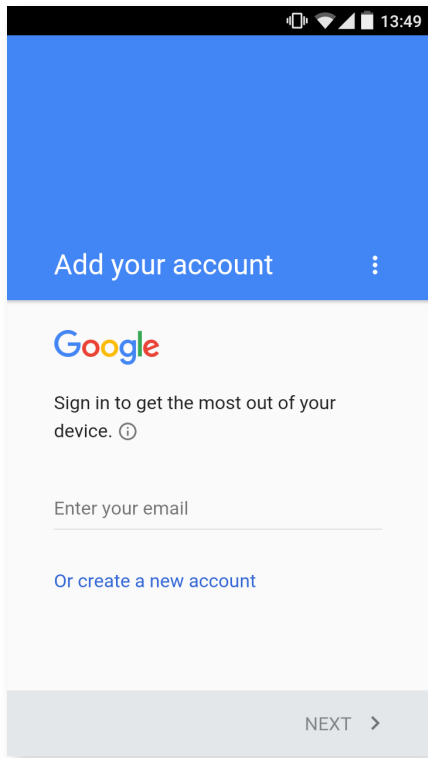 13:49
Add your account
Google
Sign in to get the most out of your
device.
Enter your email
Or create a new account
NEXT